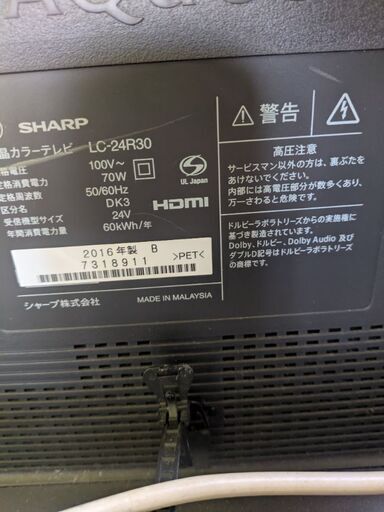 AQUOS
SHARP
晶カラーテレビ LC-24R30
格電圧 100V～
格消費電力 70W
格周波数 50/60Hz
区分名 DK3
受信機型サイズ 24V
年間消費電力量 60kWh/年
S
UL Japan
HDMI
2016年製 B
7318911
>PET<
シャープ株式会社
MADE IN MALAYSIA
警告
高圧注意
サービスマン以外の方は、裏ぶたを
あけないでください。
内部には高電圧部分が数多くあり、
万一さわると危険です。
ドルビーラボラトリーズからの実施権に
基づき製造されています。
Dolby、ドルビー、Dolby Audio 及び
ダブルD記号はドルビーラボラトリーズ
の商標です。